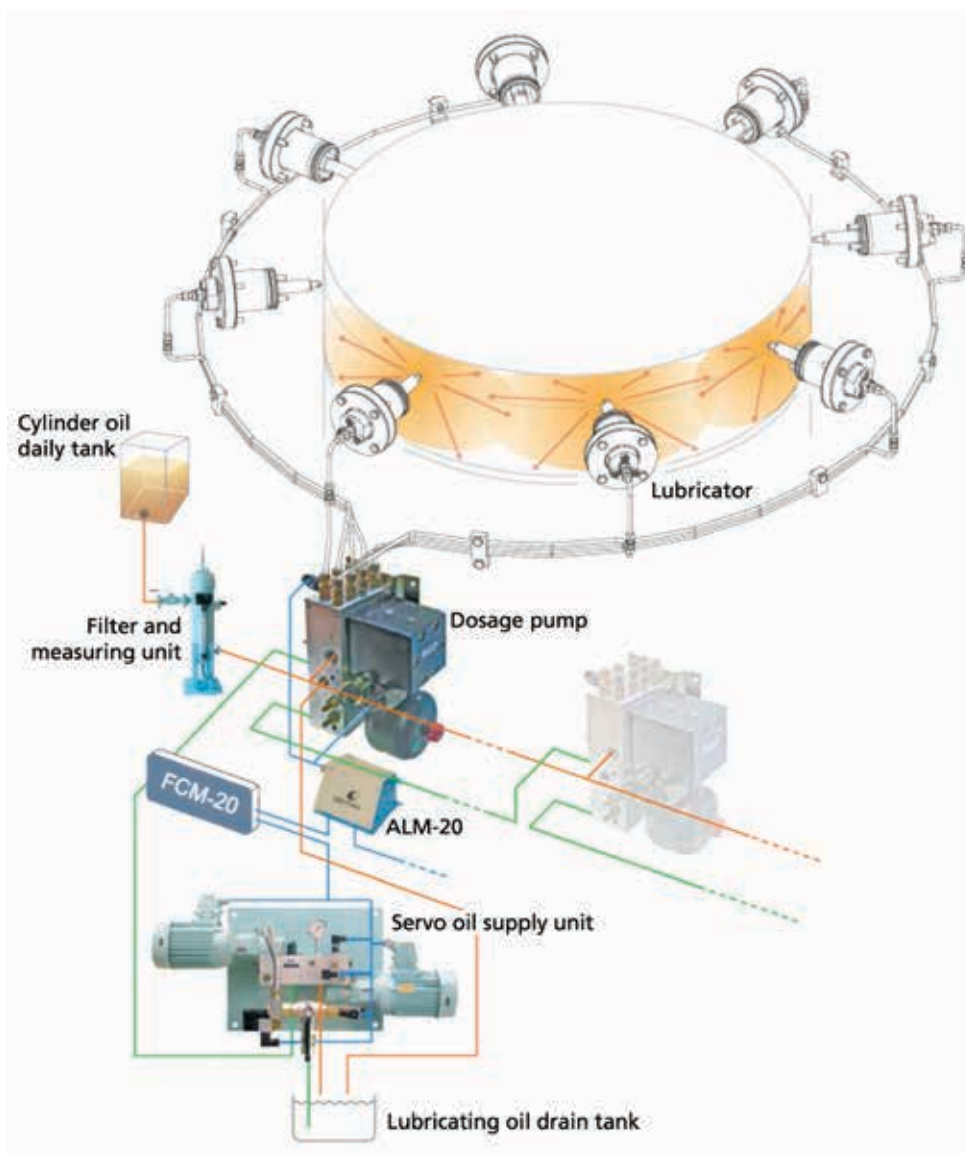 Cylinder oil
daily tank
Lubricator
Filter and
measuring unit
Dosage pump
FCM-20
ALM-20
Servo oil supply unit
Lubricating oil drain tank